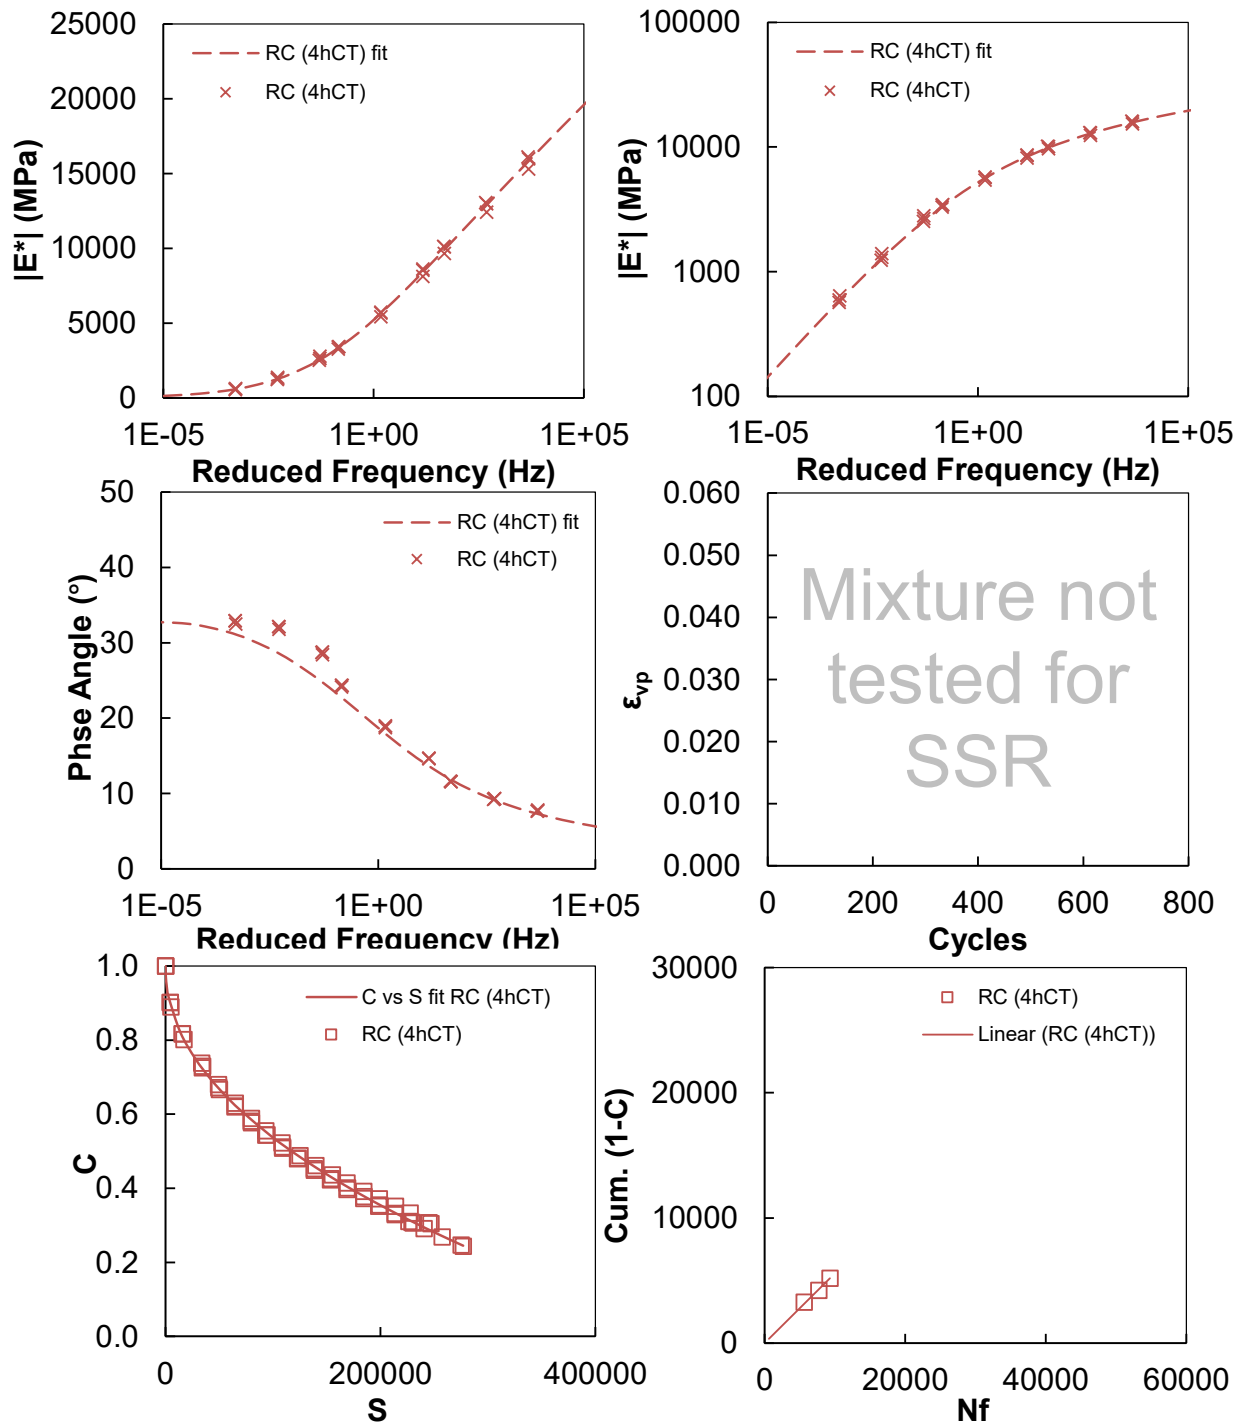 25000
20000
15000
10000
5000
0
|E*| (MPa)
RC (4hCT) fit
RC (4hCT)
1E-05
1E+00
1E+05
Reduced Frequency (Hz)
100000
10000
1000
100
|E*| (MPa)
RC (4hCT) fit
RC (4hCT)
1E-05
1E+00
1E+05
Reduced Frequency (Hz)
50
40
30
20
10
0
Phse Angle (°)
RC (4hCT) fit
RC (4hCT)
1E-05
1E+00
1E+05
Reduced Frequency (Hz)
0.060
0.050
0.040
0.030
0.020
0.010
0.000
εvp
Mixture not
tested for
SSR
0
200
400
600
800
Cycles
1.0
0.8
0.6
0.4
0.2
0.0
C
C vs S fit RC (4hCT)
RC (4hCT)
0
200000
400000
S
30000
20000
10000
0
Cum. (1-C)
RC (4hCT)
Linear (RC (4hCT))
0
20000
40000
60000
Nf